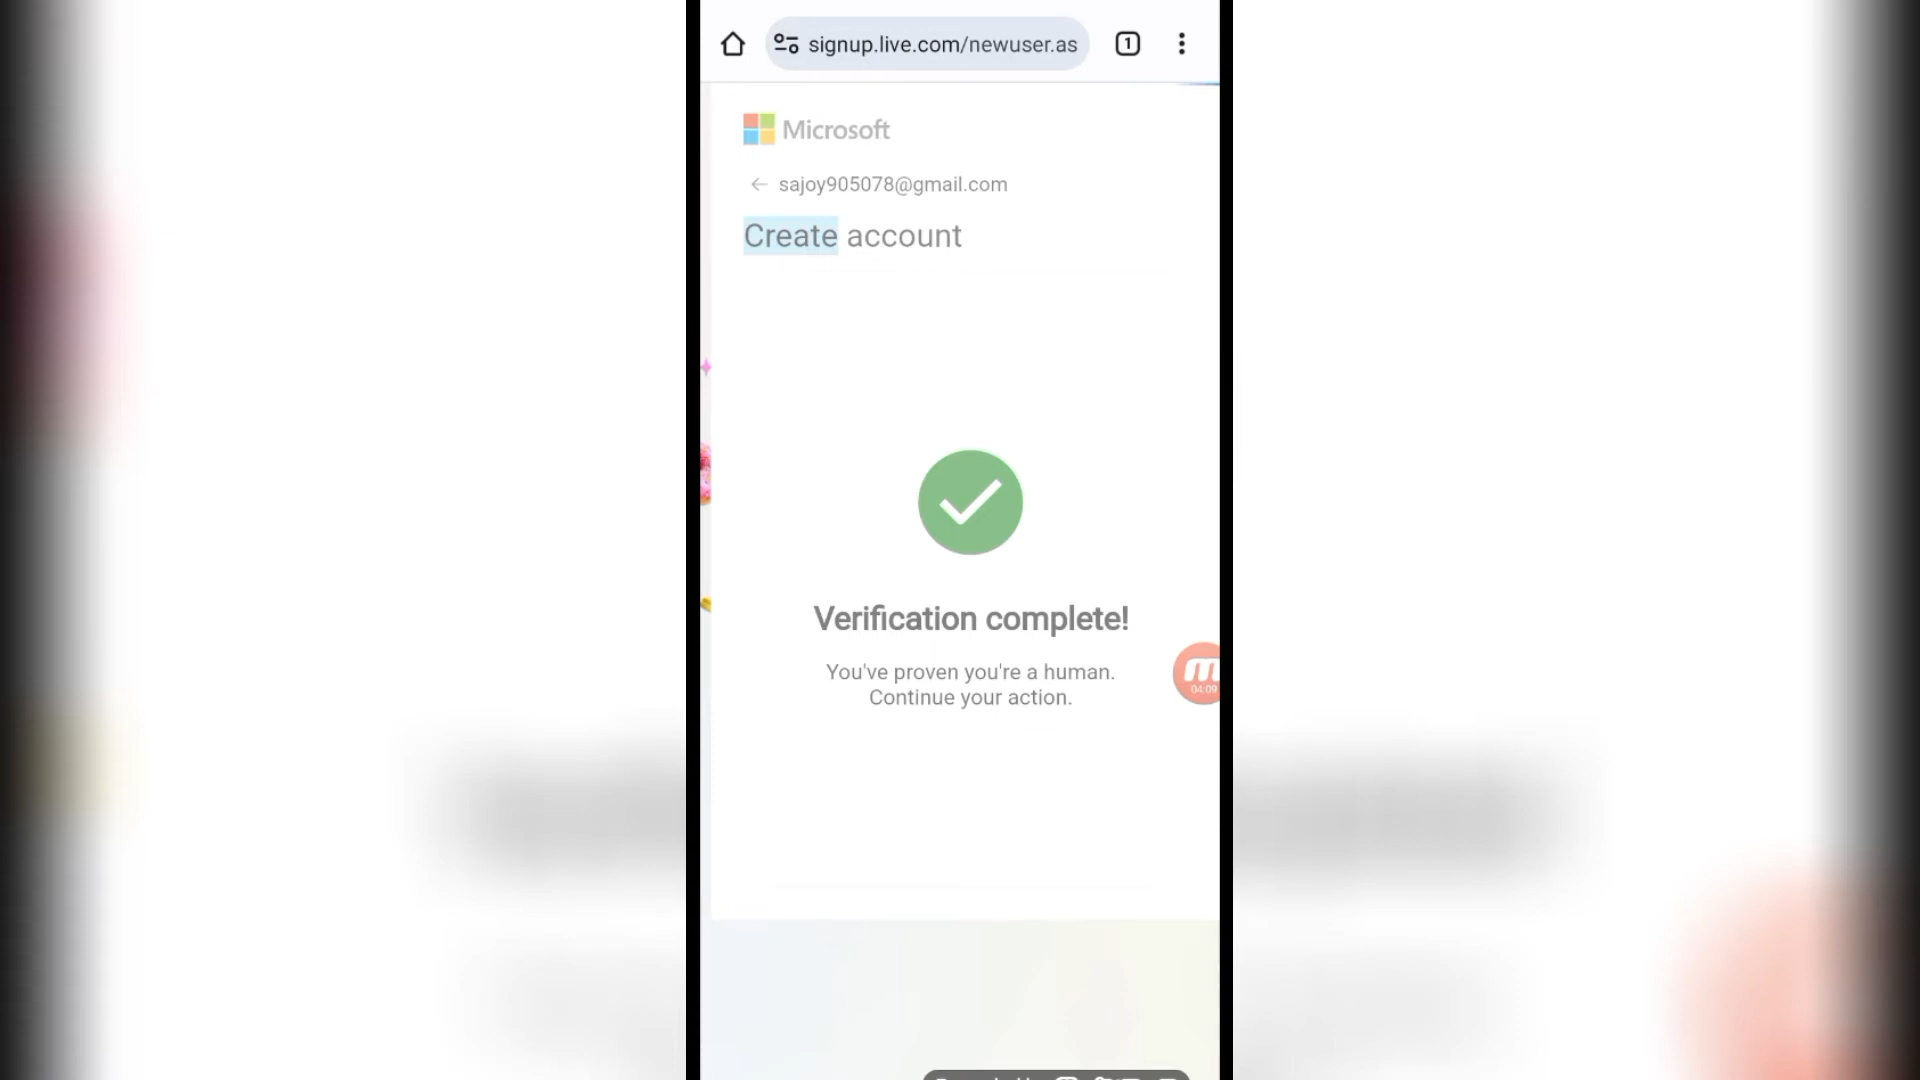 signup.live.com/newuser.as
1
Microsoft
sajoy905078@gmail.com
Create account
Verification complete!
You've proven you're a human.
Continue your action.
04:09